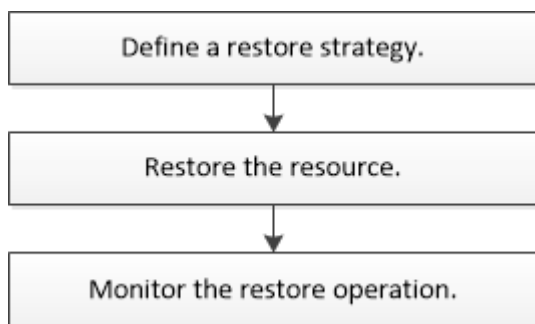 Define a restore strategy.
Restore the resource.
Monitor the restore operation.